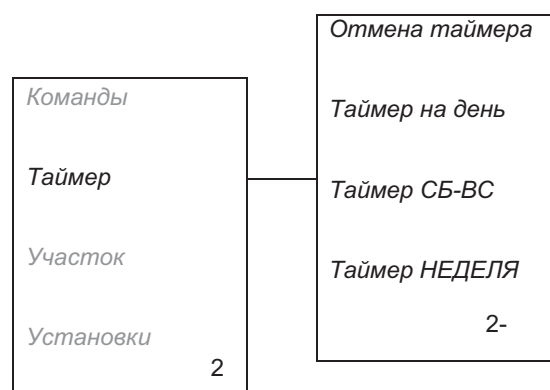 Команды
Таймер
Участок
Установки
2
Отмена таймера
Таймер на день
Таймер СБ-ВС
Таймер НЕДЕЛЯ
2-